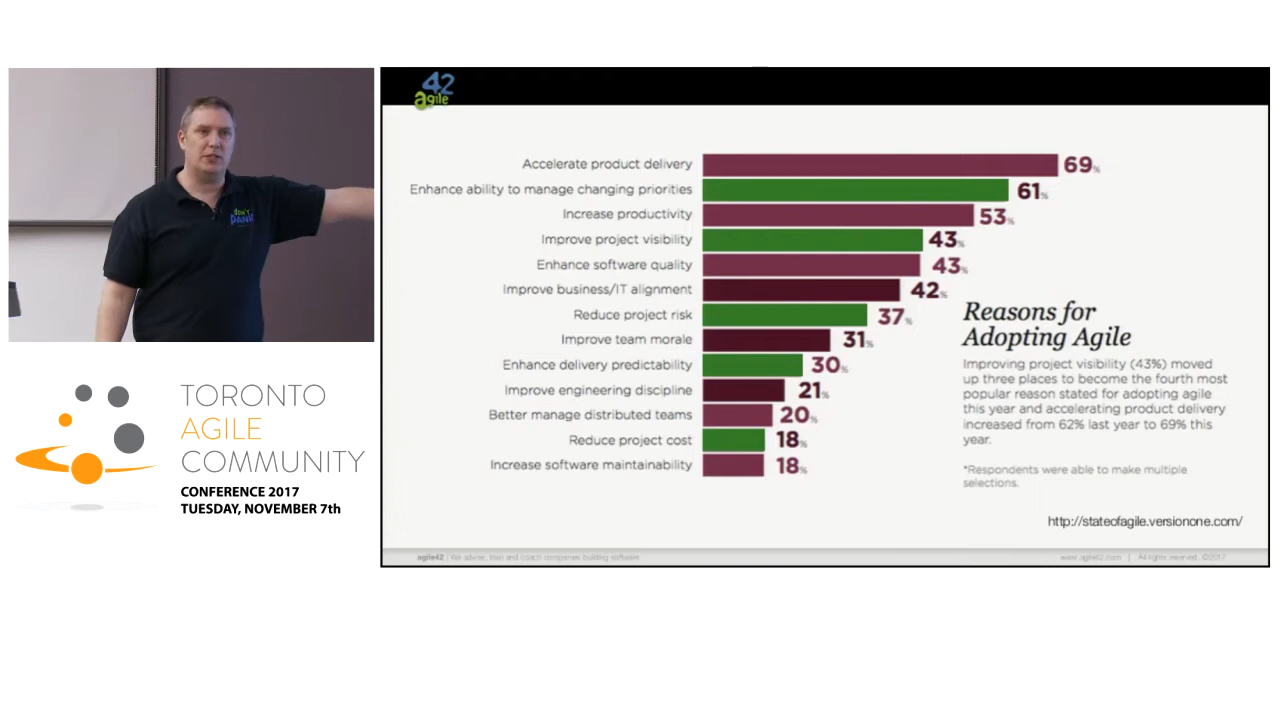 DON'T
PANIC
TORONTO
AGILE
COMMUNITY
CONFERENCE 2017
TUESDAY, NOVEMBER 7th
agile42
Accelerate product delivery 69%
Enhance ability to manage changing priorities 61%
Increase productivity 53%
Improve project visibility 43%
Enhance software quality 43%
Improve business/IT alignment 42%
Reduce project risk 37%
Improve team morale 31%
Enhance delivery predictability 30%
Improve engineering discipline 21%
Better manage distributed teams 20%
Reduce project cost 18%
Increase software maintainability 18%
Reasons for
Adopting Agile
Improving project visibility (43%) moved
up three places to become the fourth most
popular reason stated for adopting agile
this year and accelerating product delivery
increased from 62% last year to 69% this
year.
*Respondents were able to make multiple
selections.
http://stateofagile.versionone.com/
agile42 | We advise, train and coach companies building software
www.agile42.com | All rights reserved. ©2017